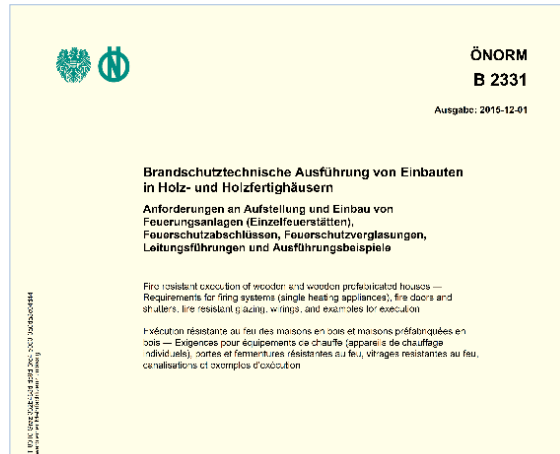 ÖNORM
B 2331
Ausgabe: 2015-12-01
Brandschutztechnische Ausführung von Einbauten
in Holz- und Holzfertighäusern
Anforderungen an Aufstellung und Einbau von
Feuerungsanlagen (Einzelfeuerstätten),
Feuerschutzabschlüssen, Feuerschutzverglasungen,
Leitungsführungen und Ausführungsbeispiele
Fire resistant execution of wooden and wooden prefabricated houses —
Requirements for firing systems (single heating appliances), fire doors and
shutters, fire resistant glazing, wirings, and examples for execution
Exécution résistante au feu des maisons en bois et maisons préfabriquées en
bois — Exigences pour équipements de chauffe (appareils de chauffage
individuels), portes et fermentures résistantes au feu, vitrages resistantes au feu,
canalisations et exemples d'exécution